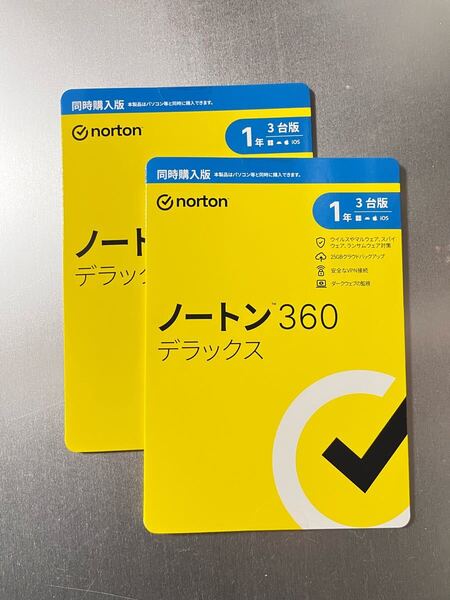 同時購入版 本製品はパソコン等と同時に購入できます。
norton
1年
3台版
iOS
ノート
デラック
同時購入版 本製品はパソコン等と同時に購入できます。
norton
1年
3台版
iOS
ウイルスやマルウェア、スパイ
ウェア、ランサムウェア対策
25GBクラウドバックアップ
安全なVPN接続
ダークウェブの監視
ノートン™ 360
デラックス